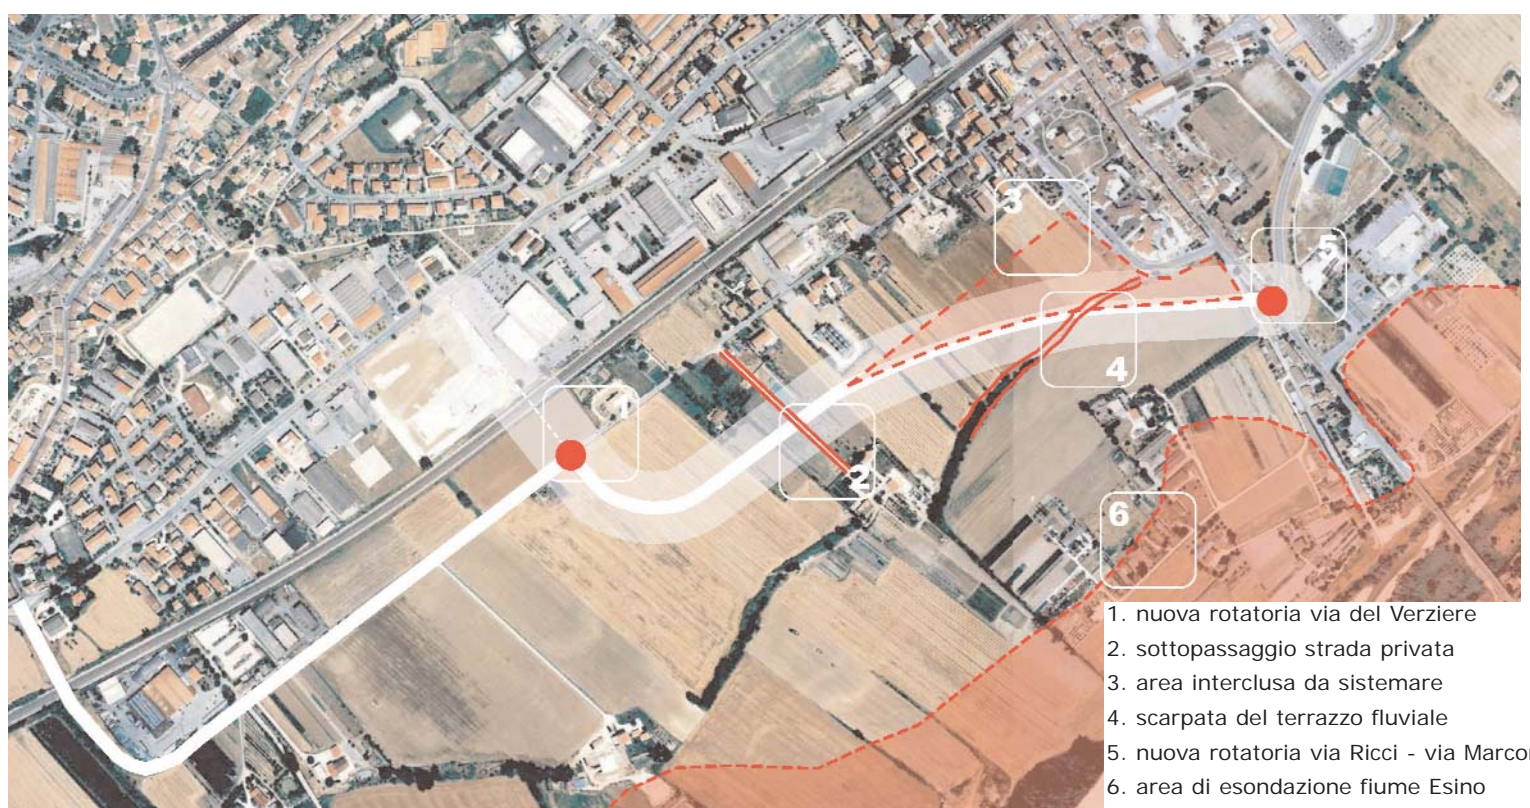 3
5
4
1
2
6
1. nuova rotatoria via del Verziere
2. sottopassaggio strada privata
3. area interclusa da sistemare
4. scarpata del terrazzo fluviale
5. nuova rotatoria via Ricci - via
6. area di esondazione fiume Esino